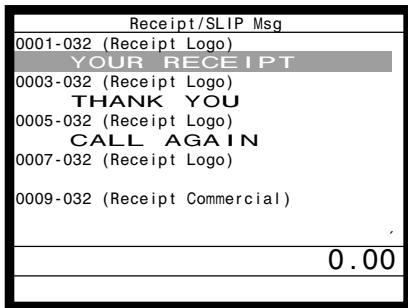 Receipt/SLIP Msg
0001-032 (Receipt Logo)
YOUR RECEIPT
0003-032 (Receipt Logo)
THANK YOU
0005-032 (Receipt Logo)
CALL AGAIN
0007-032 (Receipt Logo)
0009-032 (Receipt Commercial)
0.00